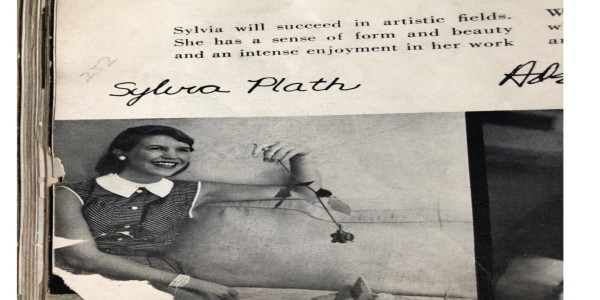 Sylvia will succeed in artistic fields.
She has a sense of form and beauty
and an intense enjoyment in her work
Sylvia Plath